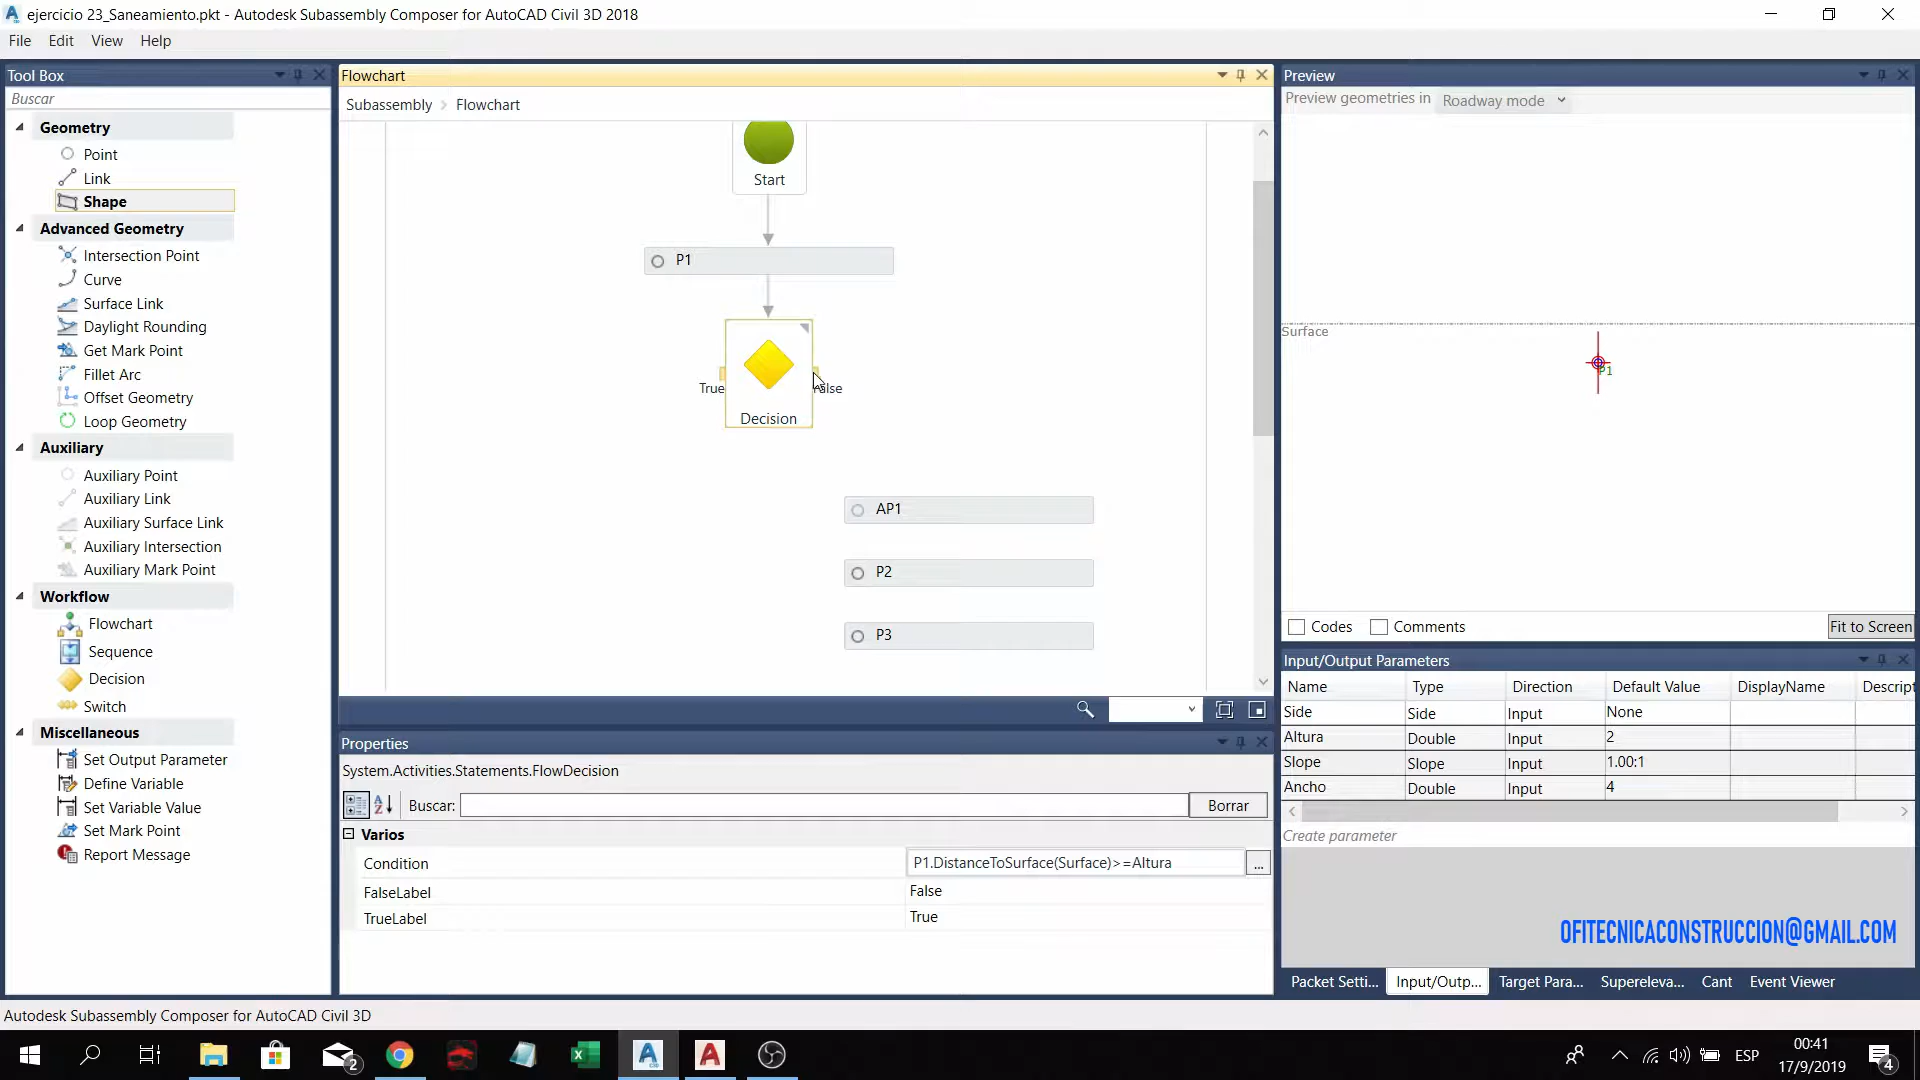 ejercicio 23_Saneamiento.pkt - Autodesk Subassembly Composer for AutoCAD Civil 3D 2018
File Edit View Help
Tool Box
Buscar
Geometry
Point
Link
Shape
Advanced Geometry
Intersection Point
Curve
Surface Link
Daylight Rounding
Get Mark Point
Fillet Arc
Offset Geometry
Loop Geometry
Auxiliary
Auxiliary Point
Auxiliary Link
Auxiliary Surface Link
Auxiliary Intersection
Auxiliary Mark Point
Workflow
Flowchart
Sequence
Decision
Switch
Miscellaneous
Set Output Parameter
Define Variable
Set Variable Value
Set Mark Point
Report Message
Flowchart
Subassembly Flowchart
Start
P1
True False
Decision
AP1
P2
P3
Properties
System.Activities.Statements.FlowDecision
Buscar: Borrar
Varios
Condition P1.DistanceToSurface(Surface)>=Altura ...
FalseLabel False
TrueLabel True
Preview
Preview geometries in Roadway mode
Surface
P1
Codes Comments Fit to Screen
Input/Output Parameters
Name Type Direction Default Value DisplayName Descript
Side Side Input None
Altura Double Input 2
Slope Slope Input 1.00:1
Ancho Double Input 4
Create parameter
OFITECNICACONSTRUCCION@GMAIL.COM
Packet Setti... Input/Outp... Target Para... Supereleva... Cant Event Viewer
Autodesk Subassembly Composer for AutoCAD Civil 3D
2 ESP 00:41
17/9/2019 4